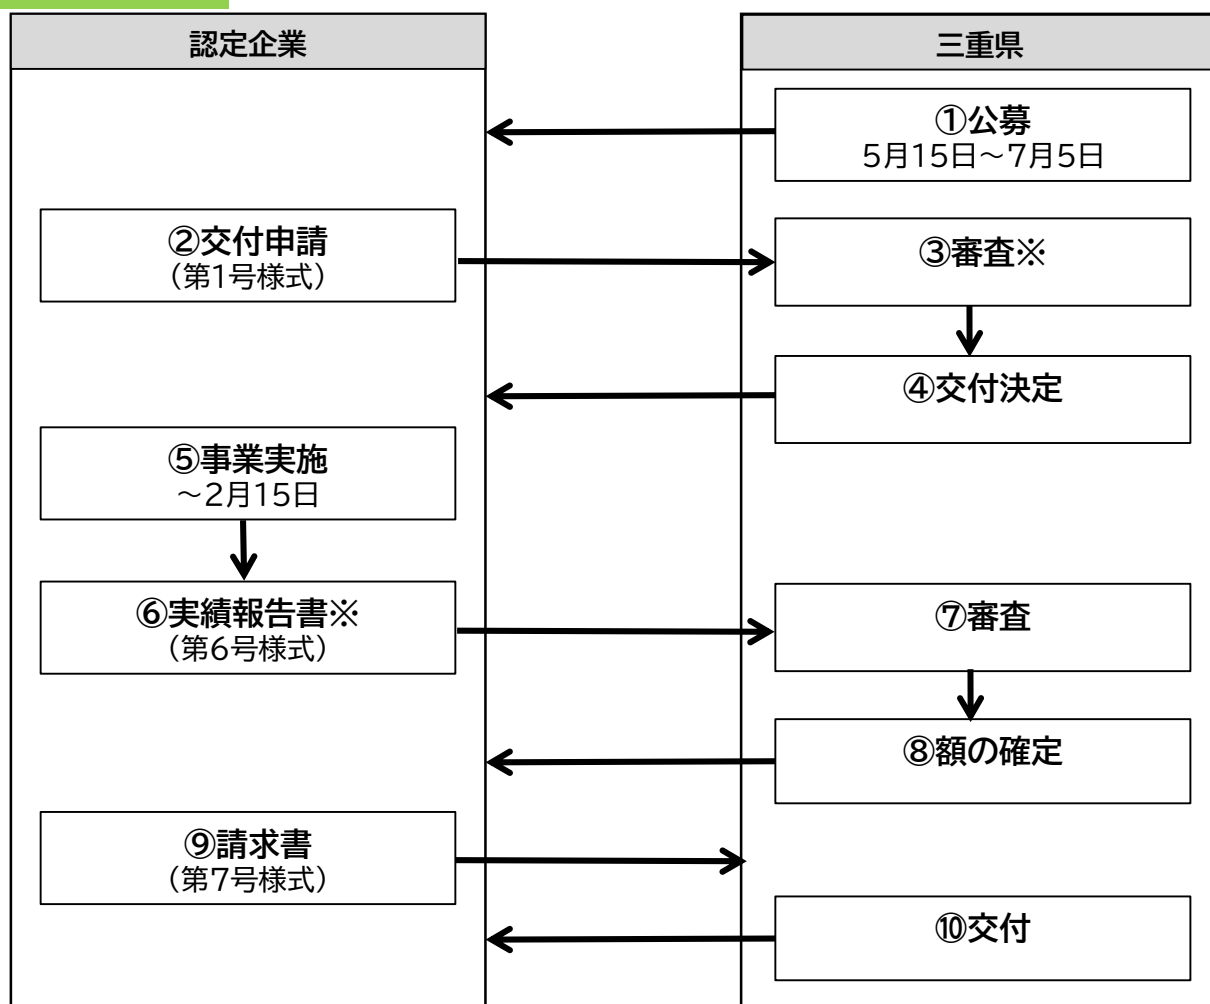 認定企業
三重県
①公募
5月15日~7月5日
②交付申請
(第1号様式)
③審査※
④交付決定
⑤事業実施
~2月15日
⑥実績報告書※
(第6号様式)
⑦審査
⑧額の確定
⑨請求書
(第7号様式)
⑩交付